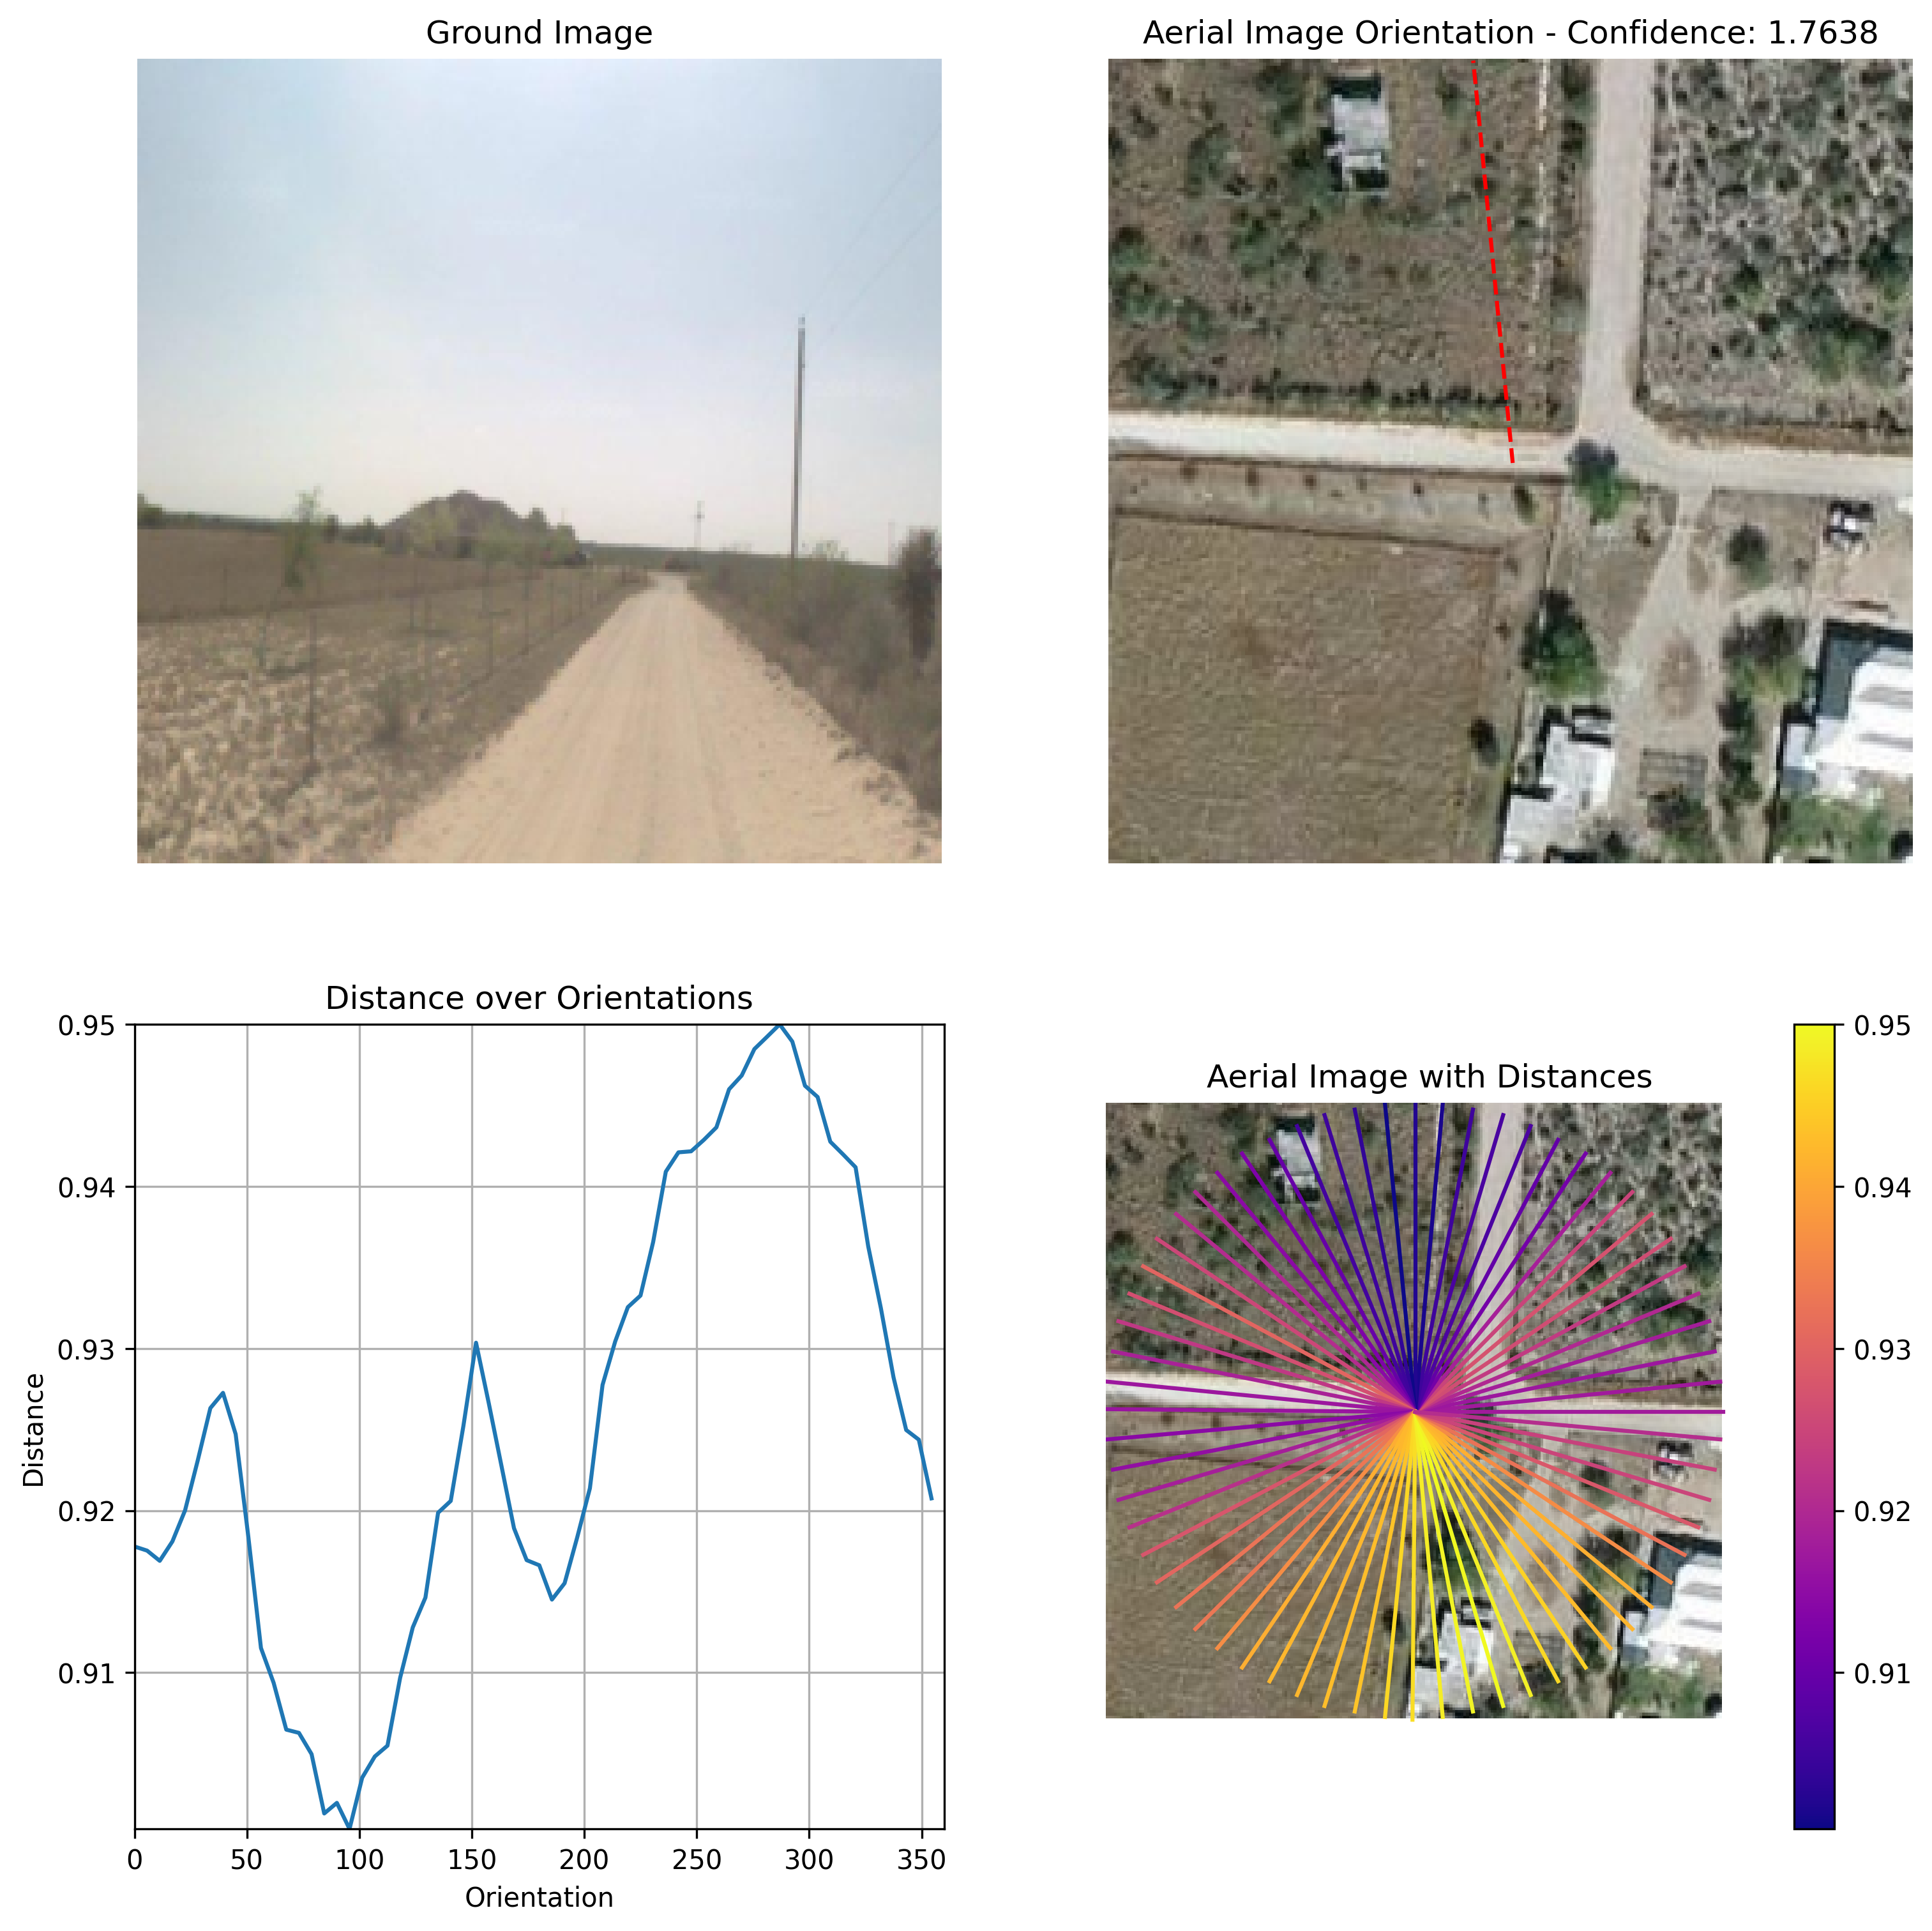 Ground Image
Aerial Image Orientation - Confidence: 1.7638
Distance over Orientations
0.95
0.94
0.93
0.92
0.91
Distance
0 50 100 150 200 250 300 350
Orientation
Aerial Image with Distances
0.95
0.94
0.93
0.92
0.91